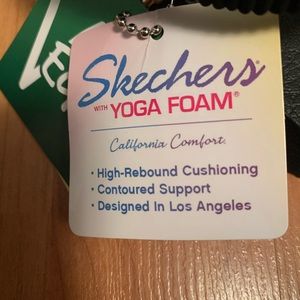 Skechers®
WITH YOGA FOAM®
California Comfort.
• High-Rebound Cushioning
• Contoured Support
• Designed In Los Angeles